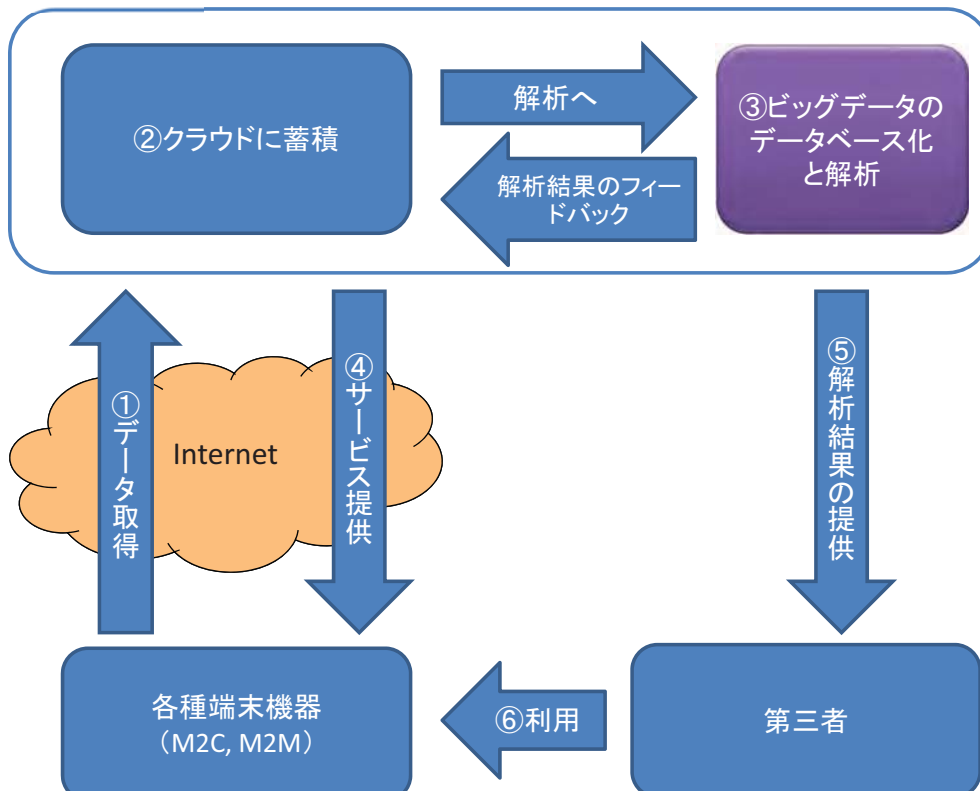 ②クラウドに蓄積
解析へ
解析結果のフィー
ドバック
③ビッグデータの
データベース化
と解析
①データ取得
Internet
④サービス提供
⑤解析結果の提供
各種端末機器
（M2C, M2M）
⑥利用
第三者